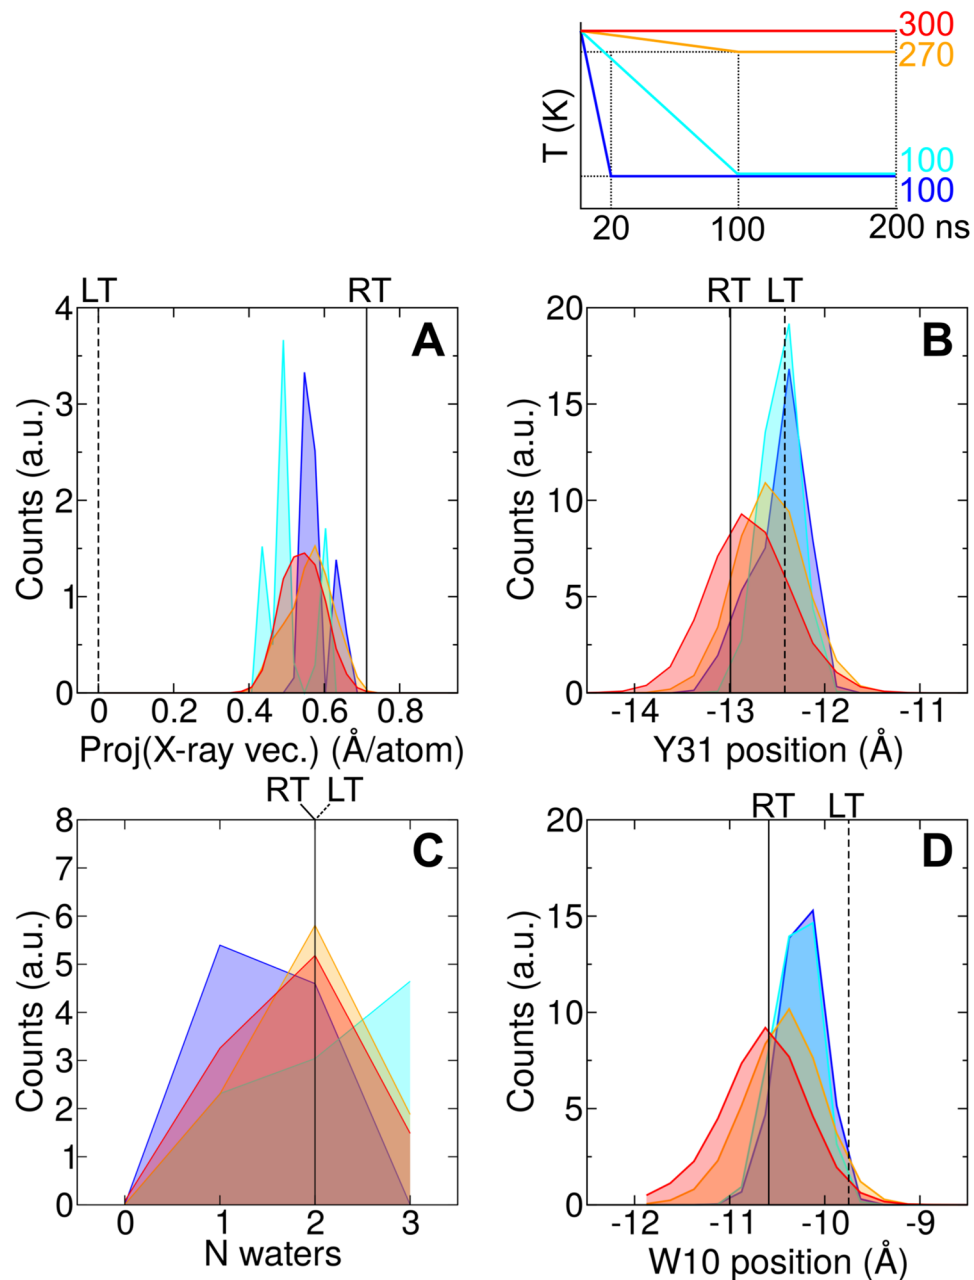 300
270
T (K)
100
100
20
100
200 ns
LT
RT
4
A
3
2
1
0
Counts (a.u.)
0
0.2
0.4
0.6
0.8
Proj(X-ray vec.) (Å/atom)
RT
LT
20
B
15
10
5
0
Counts (a.u.)
-14
-13
-12
-11
Y31 position (Å)
RT
LT
8
C
7
6
5
4
3
2
1
0
Counts (a.u.)
0
1
2
3
N waters
RT
LT
20
D
15
10
5
0
Counts (a.u.)
-12
-11
-10
-9
W10 position (Å)